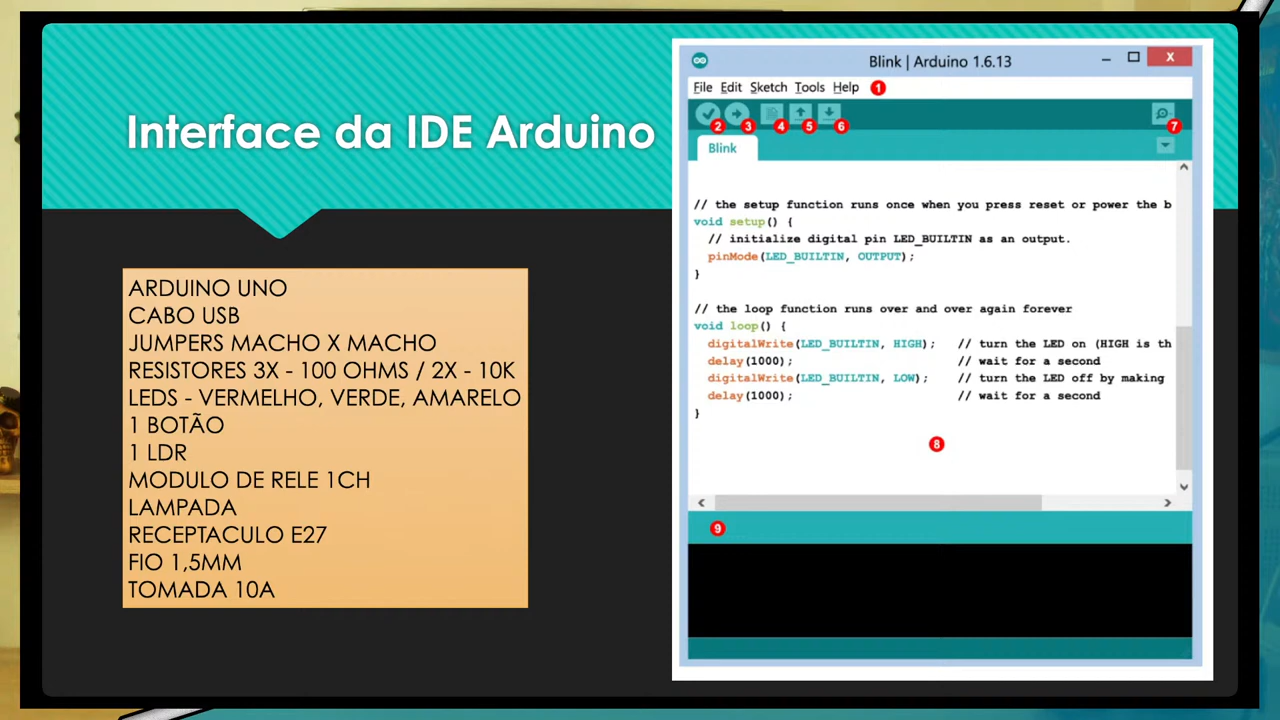 Interface da IDE Arduino
ARDUINO UNO
CABO USB
JUMPERS MACHO X MACHO
RESISTORES 3X - 100 OHMS / 2X - 10K
LEDS - VERMELHO, VERDE, AMARELO
1 BOTÃO
1 LDR
MODULO DE RELE 1CH
LAMPADA
RECEPTACULO E27
FIO 1,5MM
TOMADA 10A
Blink | Arduino 1.6.13
File Edit Sketch Tools Help 1
2 3 4 5 6 7
Blink
// the setup function runs once when you press reset or power the b
void setup() {
// initialize digital pin LED_BUILTIN as an output.
pinMode(LED_BUILTIN, OUTPUT);
}
// the loop function runs over and over again forever
void loop() {
digitalWrite(LED_BUILTIN, HIGH); // turn the LED on (HIGH is th
delay(1000); // wait for a second
digitalWrite(LED_BUILTIN, LOW); // turn the LED off by making
delay(1000); // wait for a second
}
8
9